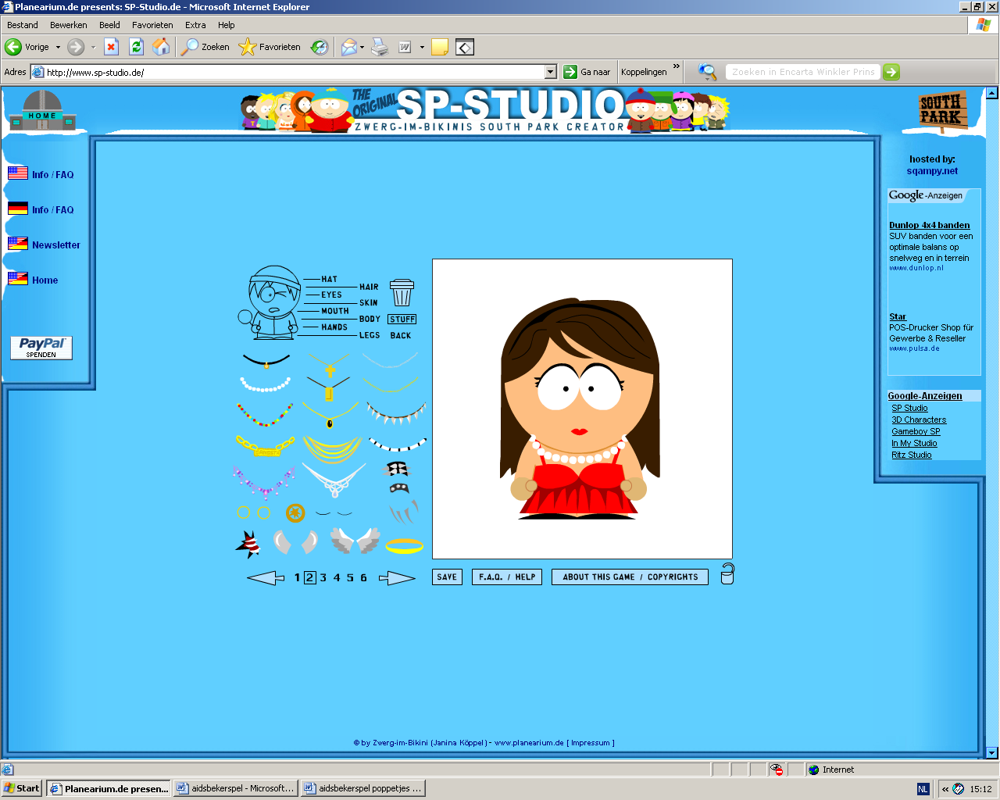 Planearium.de presents: SP-Studio.de - Microsoft Internet Explorer
Bestand Bewerken Beeld Favorieten Extra Help
Vorige Zoeken Favorieten
Adres http://www.sp-studio.de/ Ga naar Koppelingen » Zoeken in Encarta Winkler Prins
HOME
THE ORIGINAL SP-STUDIO
ZWERG-IM-BIKINIS SOUTH PARK CREATOR
SOUTH PARK
Info / FAQ
Info / FAQ
Newsletter
Home
PayPal
SPENDEN
HAT
HAIR
EYES
SKIN
MOUTH
BODY
STUFF
HANDS
LEGS
BACK
1 2 3 4 5 6
SAVE
F.A.Q. / HELP
ABOUT THIS GAME / COPYRIGHTS
hosted by:
sqampy.net
Google-Anzeigen
Dunlop 4x4 banden
SUV banden voor een
optimale balans op
snelweg en in terrein
www.dunlop.nl
Star
POS-Drucker Shop für
Gewerbe & Reseller
www.pulsa.de
Google-Anzeigen
SP Studio
3D Characters
Gameboy SP
In My Studio
Ritz Studio
© by Zwerg-im-Bikini (Janina Köppel) - www.planearium.de [ Impressum ]
Internet
Start Planearium.de presen... aidsbekerspel - Microsoft... aidsbekerspel poppetjes ... NL « 15:12